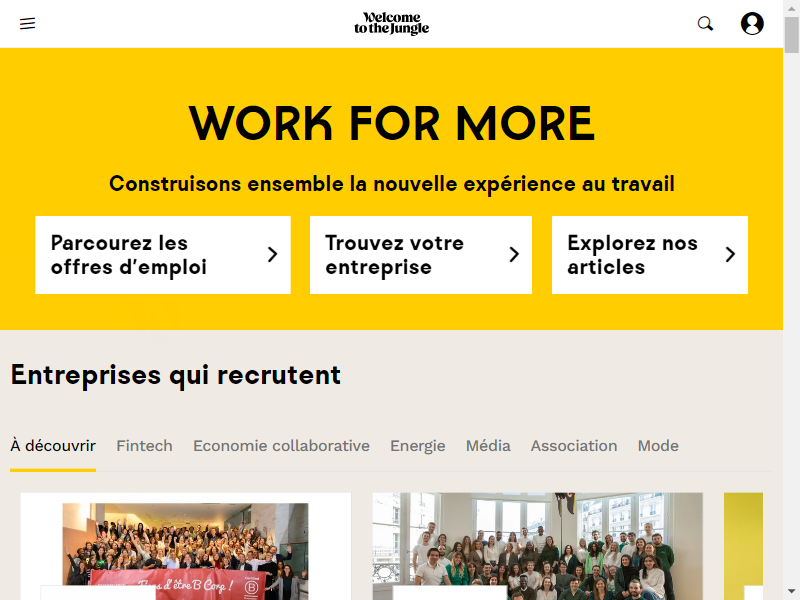 Welcome
to the Jungle
WORK FOR MORE
Construisons ensemble la nouvelle expérience au travail
Parcourez les
offres d'emploi
Trouvez votre
entreprise
Explorez nos
articles
Entreprises qui recrutent
À découvrir Fintech Economie collaborative Energie Média Association Mode
d'être B Corp !